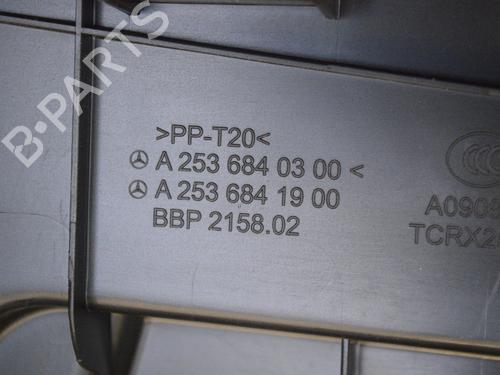 B-PARTS
>PP-T20<
A 253 684 03 00 <
A 253 684 19 00
BBP 2158.02